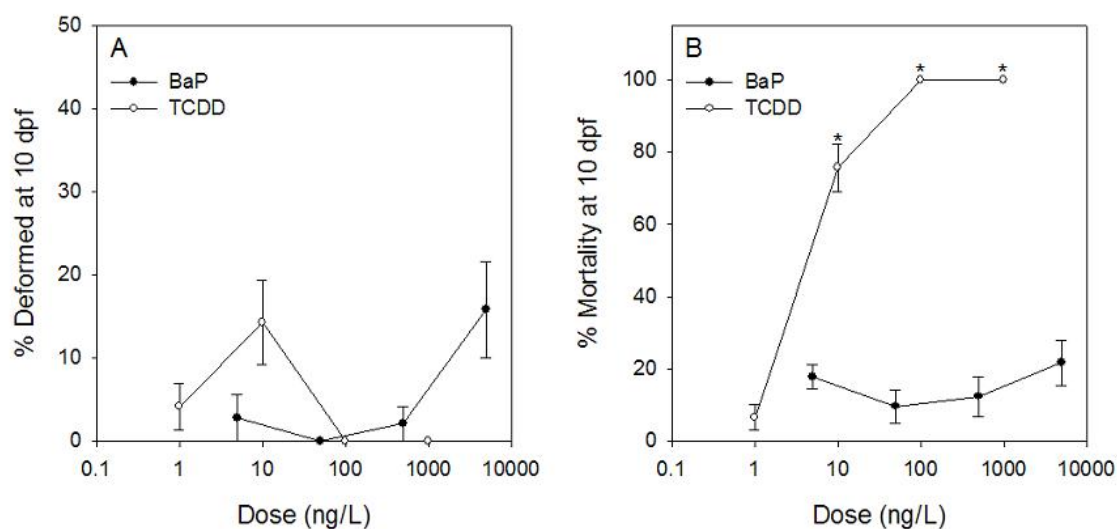 A
BaP
TCDD
% Deformed at 10 dpf
50
40
30
20
10
0
0.1 1 10 100 1000 10000
Dose (ng/L)
B
BaP
TCDD
% Mortality at 10 dpf
100
80
60
40
20
0
* * *
0.1 1 10 100 1000 10000
Dose (ng/L)